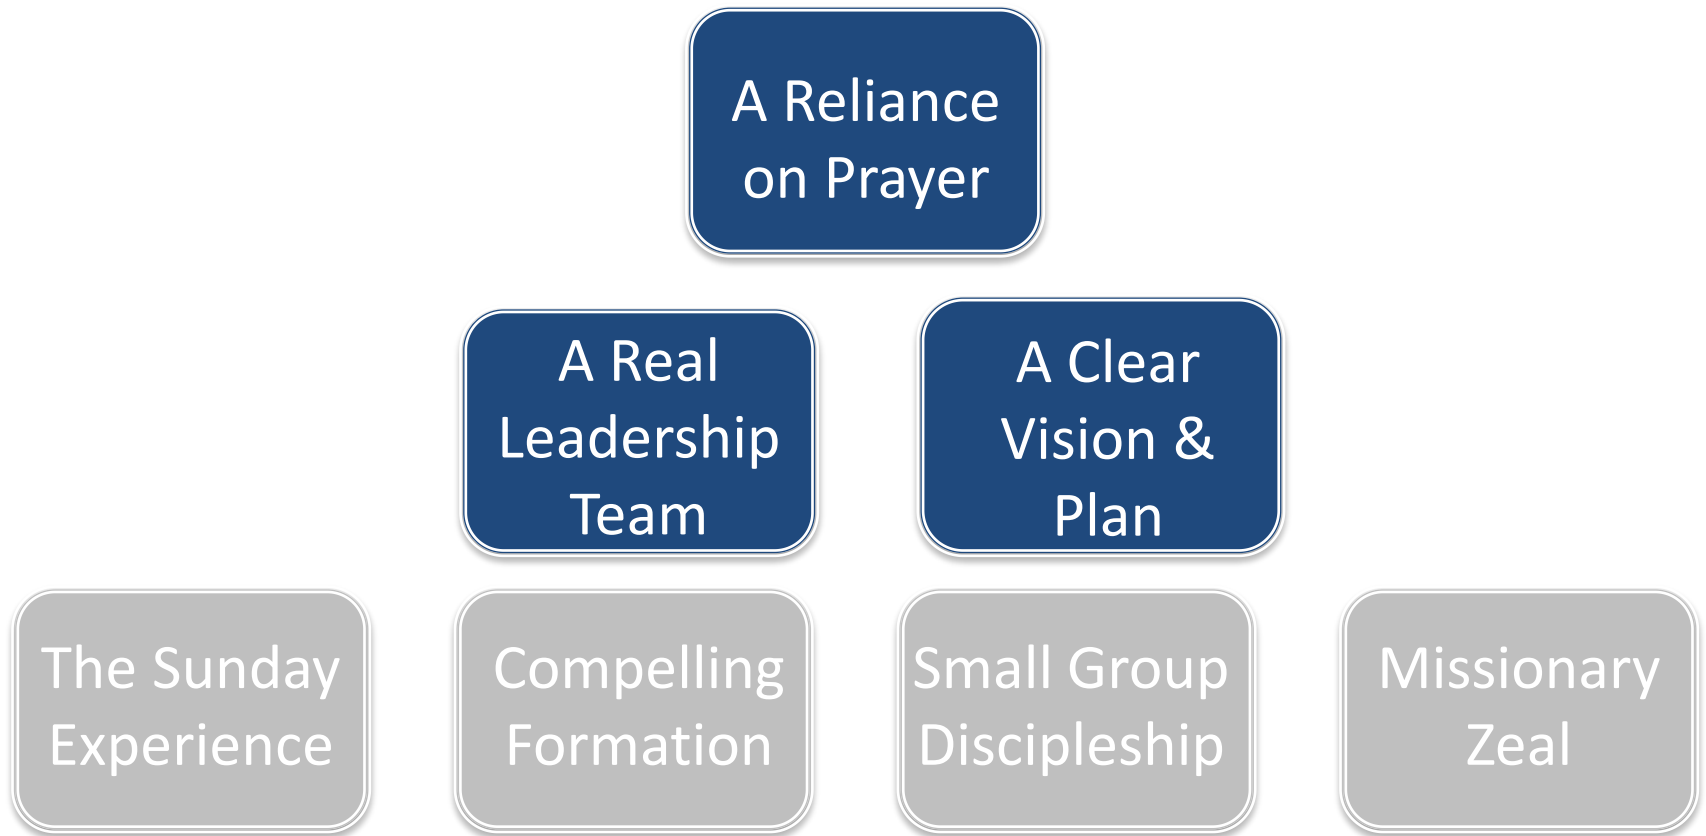 A Reliance
on Prayer
A Real
Leadership
Team
A Clear
Vision &
Plan
The Sunday
Experience
Compelling
Formation
Small Group
Discipleship
Missionary
Zeal